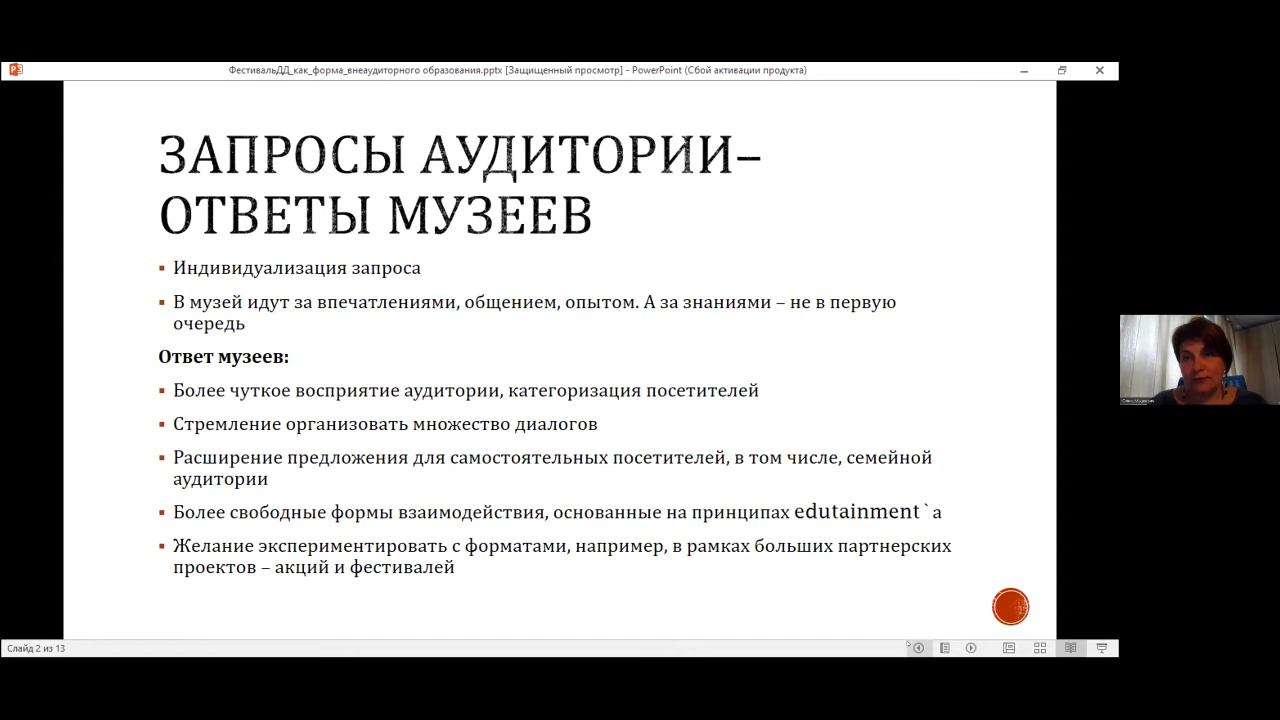 ФестивальДД_как_форма_внеаудиторного образования.pptx [Защищенный просмотр] - PowerPoint (Сбой активации продукта)
ЗАПРОСЫ АУДИТОРИИ–
ОТВЕТЫ МУЗЕЕВ
▪ Индивидуализация запроса
▪ В музей идут за впечатлениями, общением, опытом. А за знаниями – не в первую
очередь
Ответ музеев:
▪ Более чуткое восприятие аудитории, категоризация посетителей
▪ Стремление организовать множество диалогов
▪ Расширение предложения для самостоятельных посетителей, в том числе, семейной
аудитории
▪ Более свободные формы взаимодействия, основанные на принципах edutainment`а
▪ Желание экспериментировать с форматами, например, в рамках больших партнерских
проектов – акций и фестивалей
Слайд 2 из 13